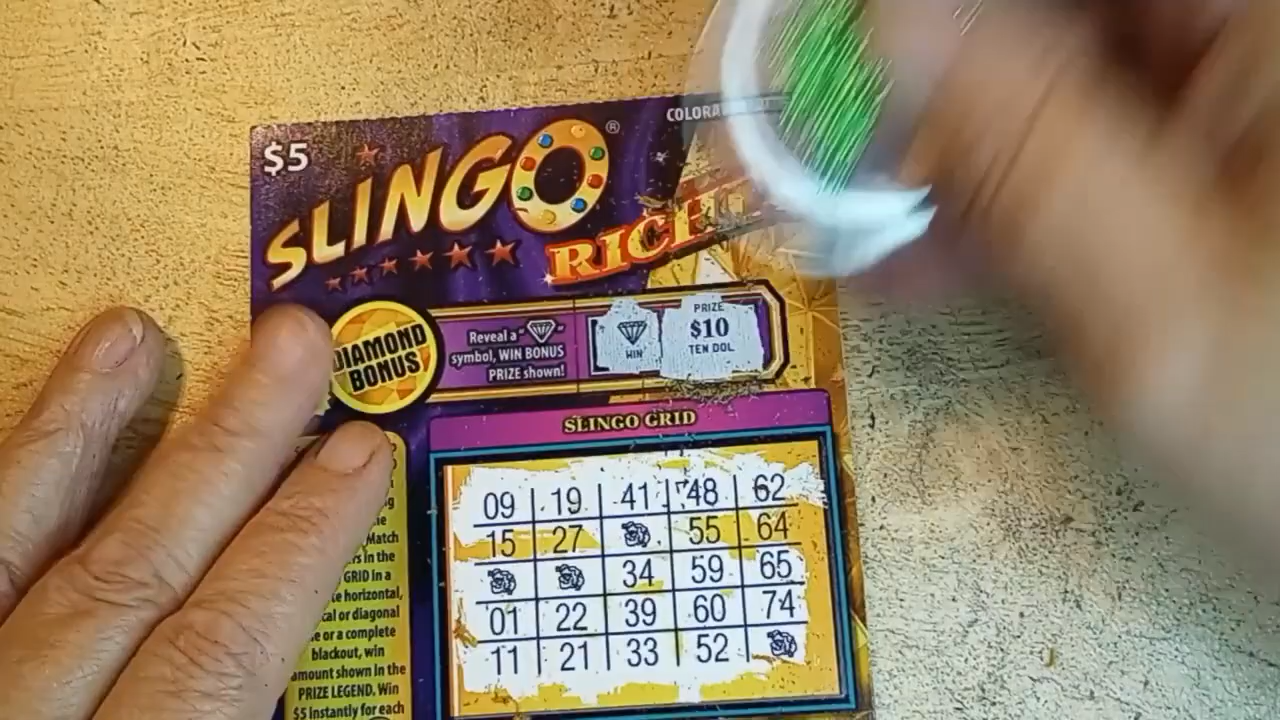 $5
SLINGO®
DIAMOND
BONUS
Reveal a " "
symbol, WIN BONUS
PRIZE shown!
WIN
PRIZE
$10
TEN DOL
SLINGO GRID
09 19 41 48 62
15 27 55 64
34 59 65
01 22 39 60 74
11 21 33 52
Match
in the
GRID in a
horizontal,
or diagonal
or a complete
blackout, win
amount shown in the
PRIZE LEGEND. Win
$5 instantly for each